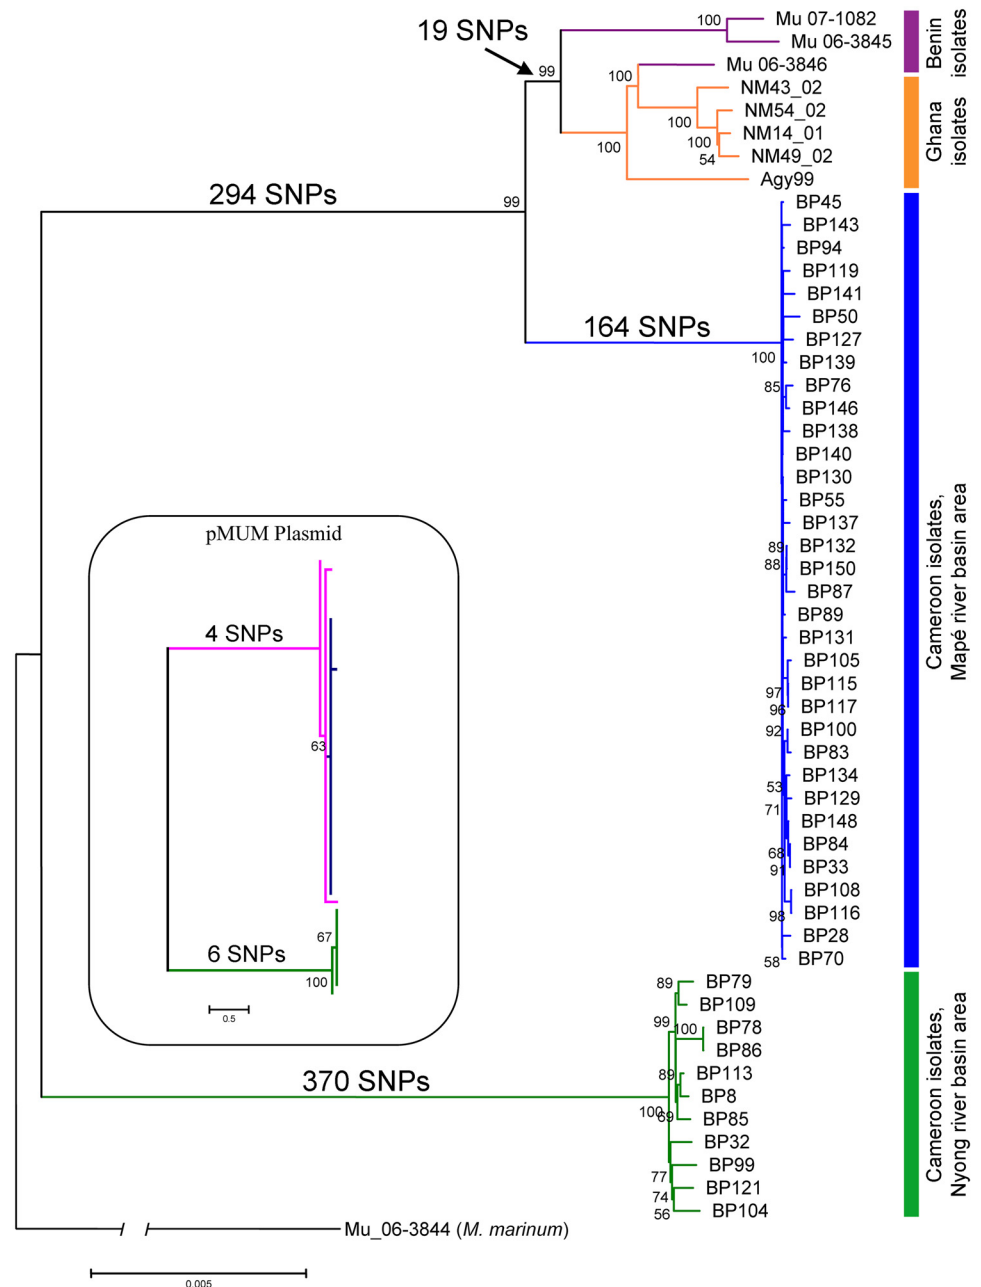 19 SNPs
100
Mu 07-1082
Mu 06-3845
99
100
Mu 06-3846
NM43_02
NM54_02
100
NM14_01
100
100
54
NM49_02
Agy99
Benin
isolates
Ghana
isolates
294 SNPs
99
BP45
BP143
BP94
BP119
BP141
BP50
164 SNPs
BP127
100
BP139
85
BP76
BP146
BP138
BP140
BP130
BP55
BP137
89
BP132
88
BP150
BP87
BP89
BP131
BP105
97
BP115
96
BP117
92
BP100
BP83
53
BP134
71
BP129
BP148
68
BP84
91
BP33
BP108
98
BP116
BP28
58
BP70
Cameroon isolates,
Mapé river basin area
pMUM Plasmid
4 SNPs
63
67
6 SNPs
100
0.5
370 SNPs
89
BP79
BP109
99
100
BP78
BP86
89
BP113
BP8
100
69
BP85
BP32
77
BP99
74
BP121
56
BP104
Cameroon isolates,
Nyong river basin area
Mu_06-3844 (M. marinum)
0.005